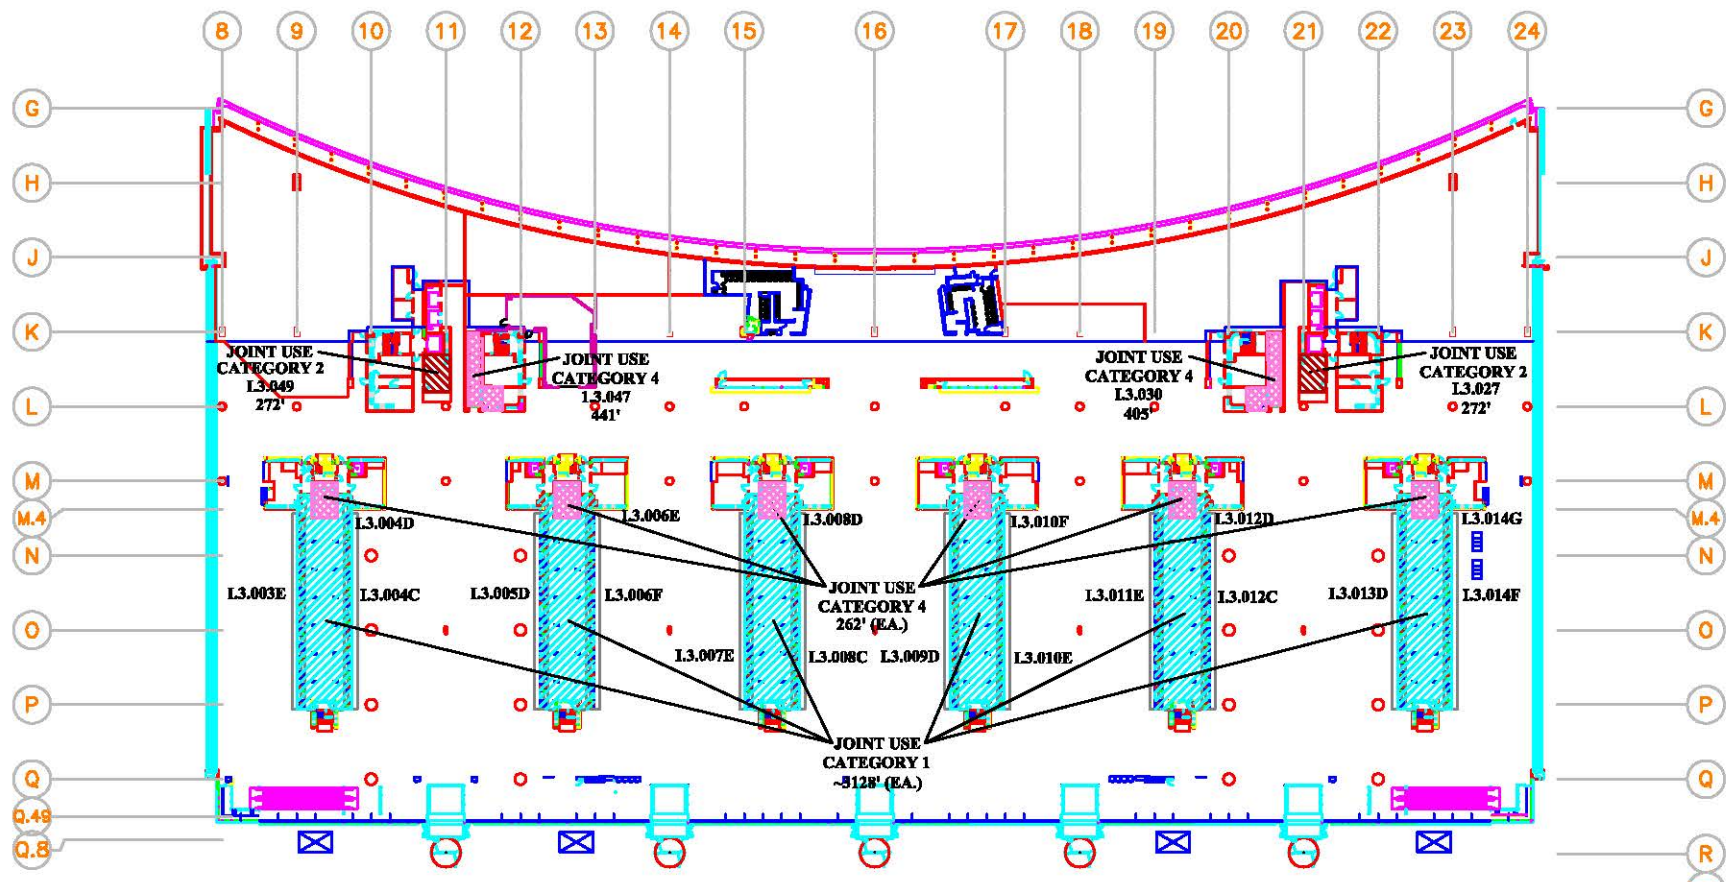 8 9 10 11 12 13 14 15 16 17 18 19 20 21 22 23 24
G G
H H
J J
K K
JOINT USE
CATEGORY 2
L3.049
272'
JOINT USE
CATEGORY 4
L3.047
441'
JOINT USE
CATEGORY 4
L3.030
405'
JOINT USE
CATEGORY 2
L3.027
272'
L L
M M
M.4 M.4
L3.004D L3.006E L3.008D L3.010F L3.012D L3.014G
N N
L3.003E L3.004C L3.005D L3.006F L3.011E L3.012C L3.013D L3.014F
JOINT USE
CATEGORY 4
262' (EA.)
O O
L3.007E L3.008C L3.009D L3.010E
P P
JOINT USE
CATEGORY 1
~3128' (EA.)
Q Q
Q.49
Q.8 R